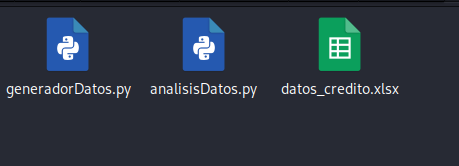 generadorDatos.py
analisisDatos.py
datos_credito.xlsx